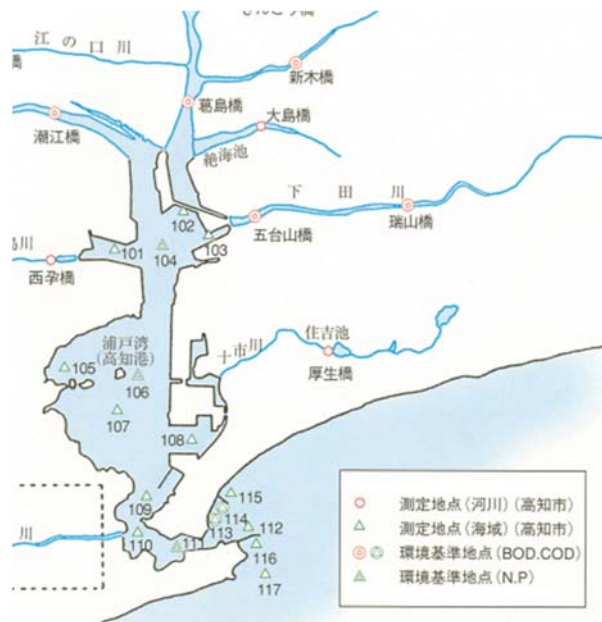 江の口川
橋
新木橋
葛島橋
大島橋
潮江橋
絶海池
下田川
102
五台山橋
瑞山橋
101
104
103
川
西孕橋
浦戸湾
(高知港)
十市川
住吉池
厚生橋
105
106
107
108
109
115
114
113
112
110
111
116
117
川
測定地点(河川)(高知市)
測定地点(海域)(高知市)
環境基準地点(BOD.COD)
環境基準地点(N.P)